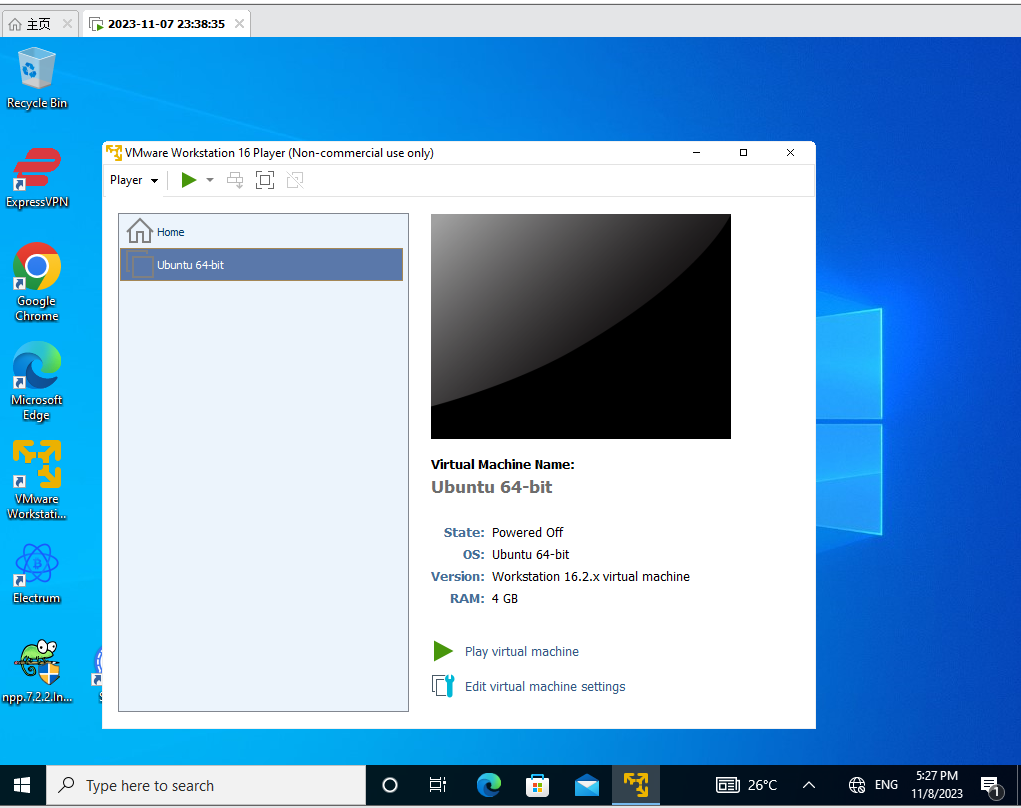 主页
2023-11-07 23:38:35
Recycle Bin
ExpressVPN
Google
Chrome
Microsoft
Edge
VMware
Workstati...
Electrum
npp.7.2.2.In...
VMware Workstation 16 Player (Non-commercial use only)
Player
Home
Ubuntu 64-bit
Virtual Machine Name:
Ubuntu 64-bit
State: Powered Off
OS: Ubuntu 64-bit
Version: Workstation 16.2.x virtual machine
RAM: 4 GB
Play virtual machine
Edit virtual machine settings
Type here to search
26°C
ENG
5:27 PM
11/8/2023
1